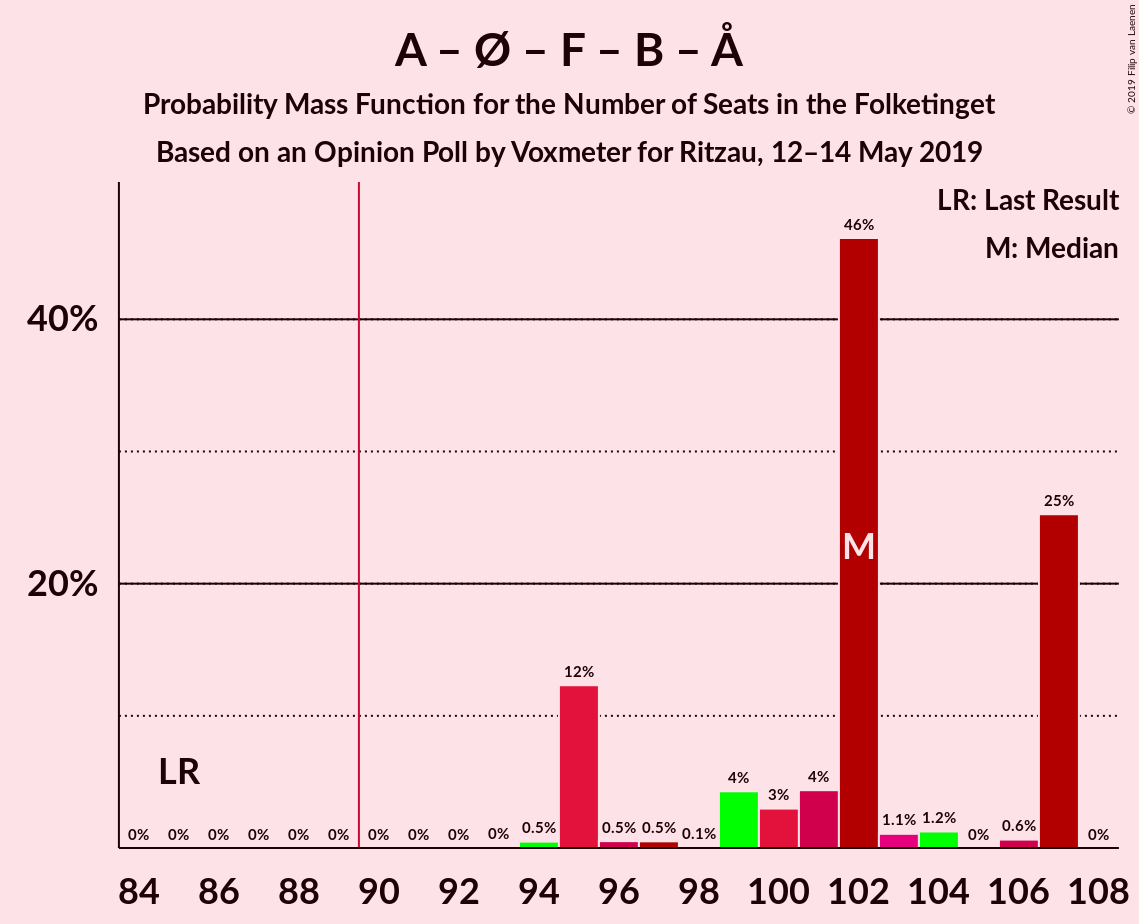 A – Ø – F – B – Å
Probability Mass Function for the Number of Seats in the Folketinget
Based on an Opinion Poll by Voxmeter for Ritzau, 12–14 May 2019
© 2019 Filip van Laenen
LR: Last Result
M: Median
46%
40%
25%
M
20%
12%
LR
0% 0% 0% 0% 0% 0% 0% 0% 0% 0% 0.5% 0.5% 0.5% 0.1% 4% 3% 4% 1.1% 1.2% 0% 0.6% 0%
84 86 88 90 92 94 96 98 100 102 104 106 108